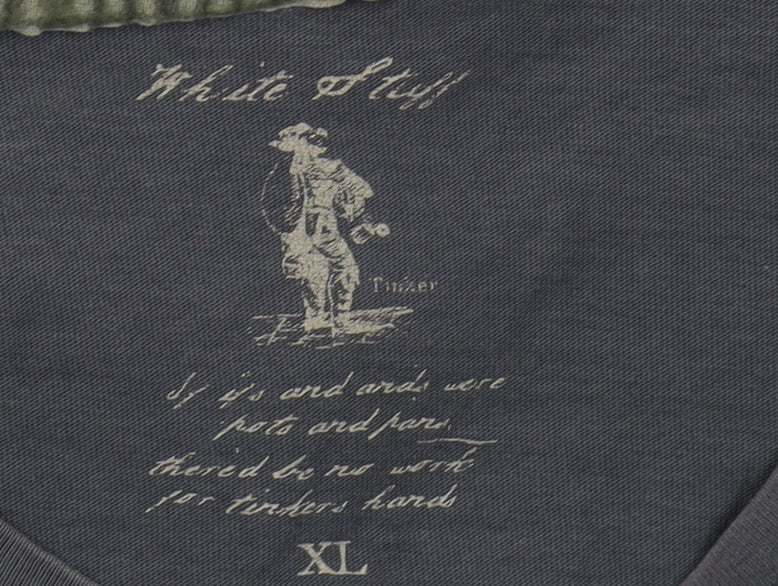 White Stuff
Tinker
If ifs and ands were
pots and pans
there'd be no work
for tinkers hands
XL